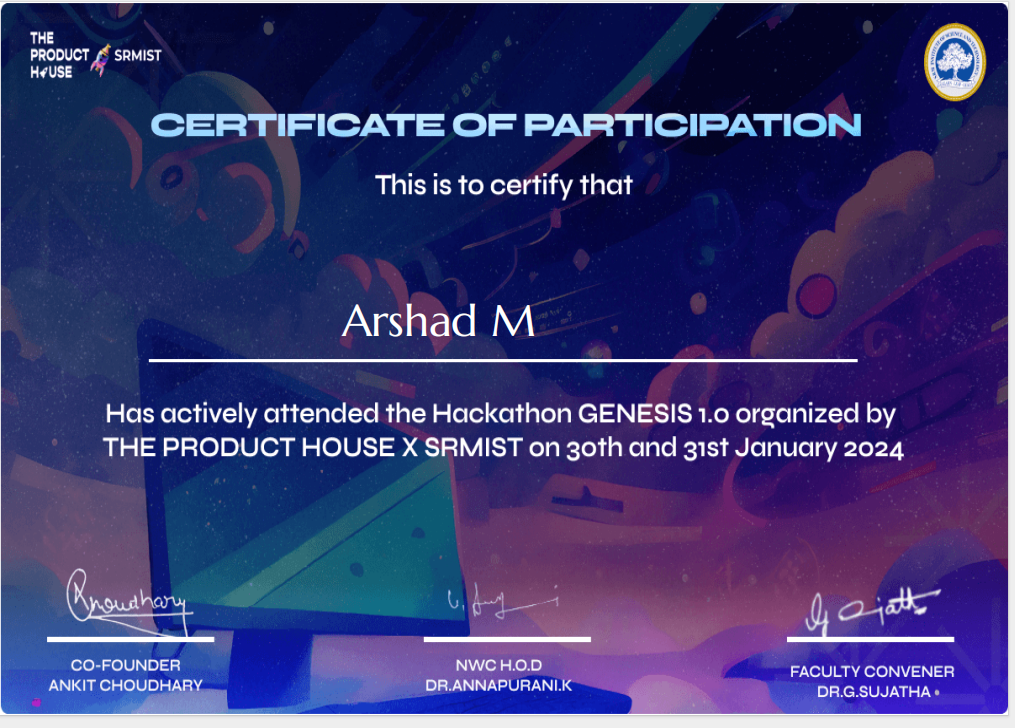 THE
PRODUCT
HOUSE
SRMIST
CERTIFICATE OF PARTICIPATION
This is to certify that
Arshad M
Has actively attended the Hackathon GENESIS 1.0 organized by
THE PRODUCT HOUSE X SRMIST on 30th and 31st January 2024
Choudhary
CO-FOUNDER
ANKIT CHOUDHARY
NWC H.O.D
DR.ANNAPURANI.K
FACULTY CONVENER
DR.G.SUJATHA